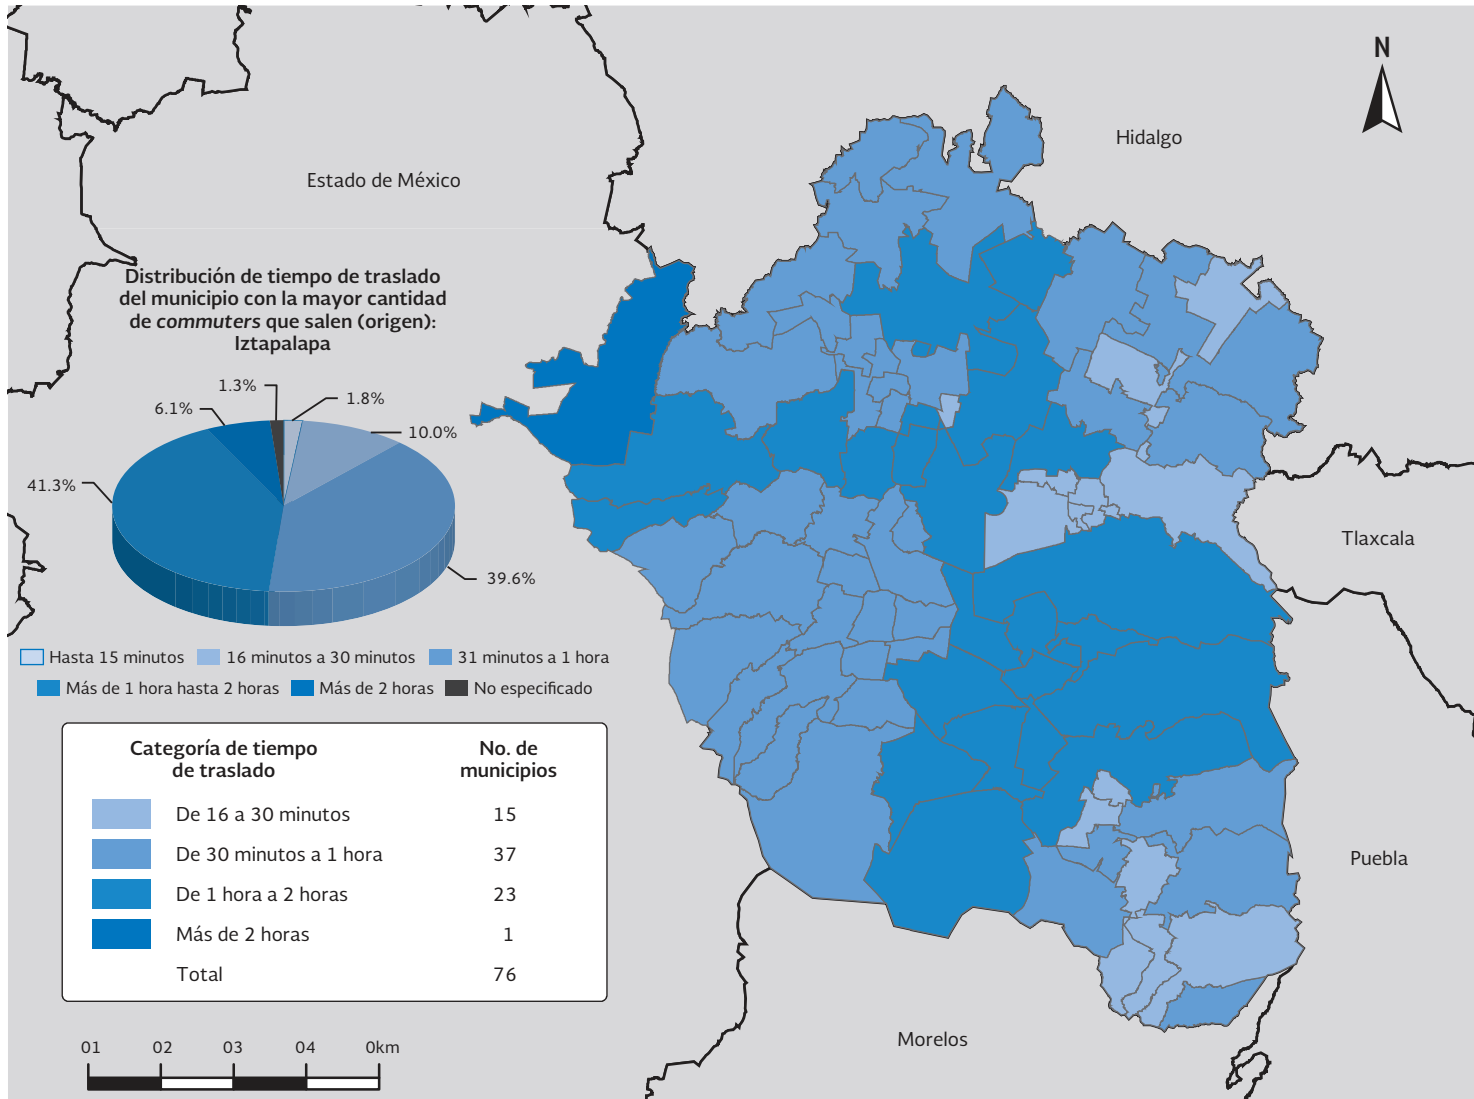 N
Hidalgo
Estado de México
Distribución de tiempo de traslado
del municipio con la mayor cantidad
de commuters que salen (origen):
Iztapalapa
1.3%
1.8%
6.1%
10.0%
41.3%
39.6%
Tlaxcala
Hasta 15 minutos
16 minutos a 30 minutos
31 minutos a 1 hora
Más de 1 hora hasta 2 horas
Más de 2 horas
No especificado
Categoría de tiempo
de traslado
No. de
municipios
De 16 a 30 minutos 15
De 30 minutos a 1 hora 37
De 1 hora a 2 horas 23
Más de 2 horas 1
Total 76
Puebla
Morelos
01 02 03 04 0km